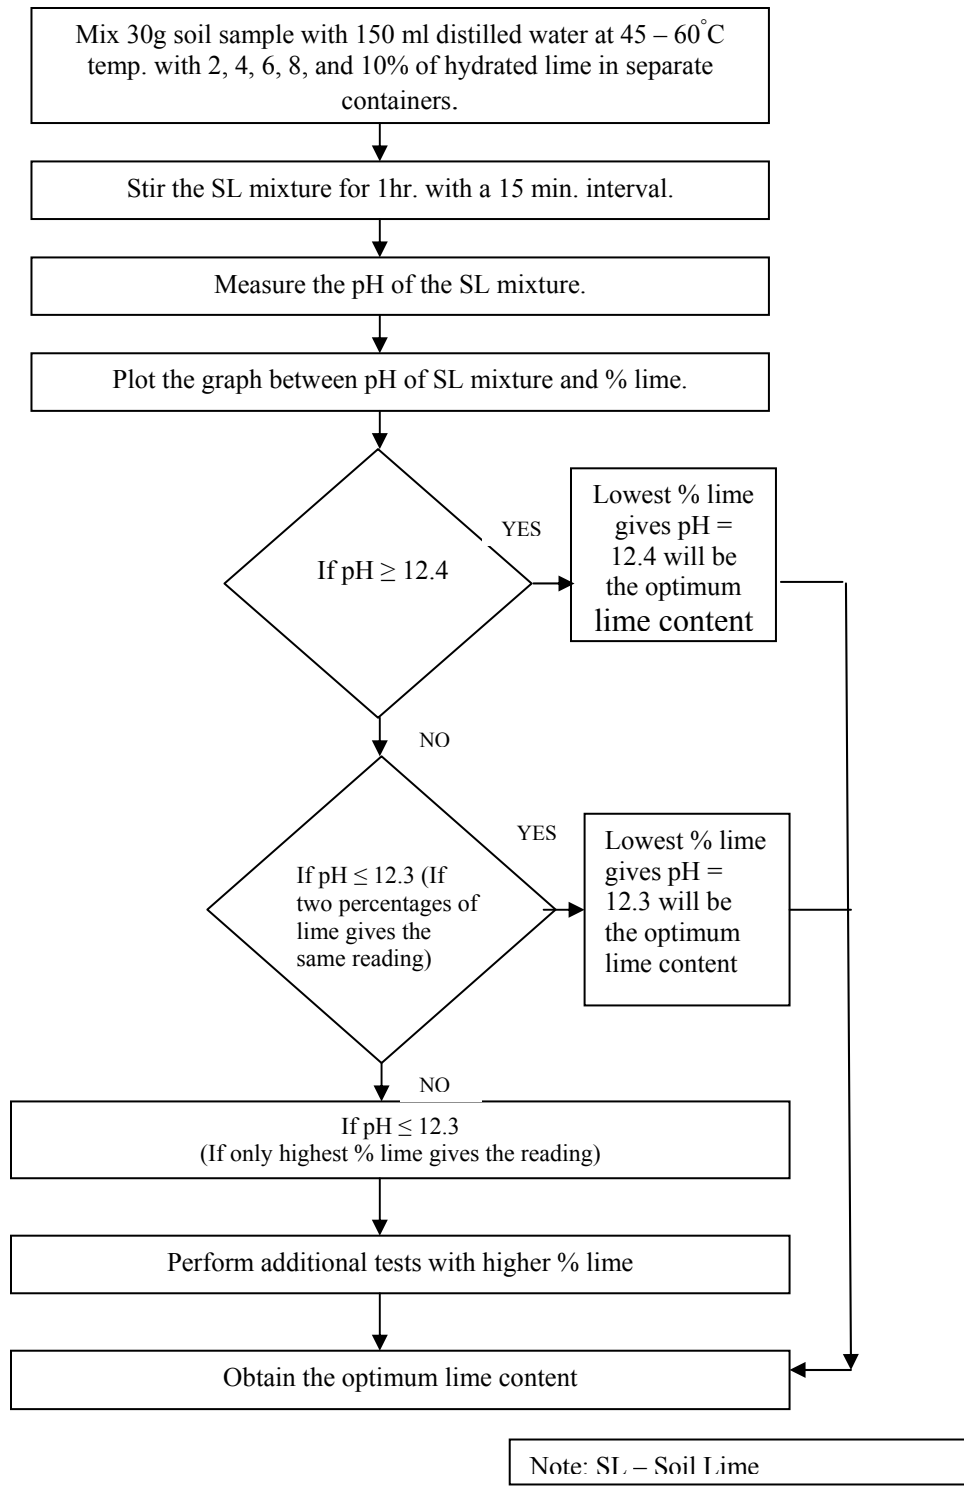 Mix 30g soil sample with 150 ml distilled water at 45 – 60°C
temp. with 2, 4, 6, 8, and 10% of hydrated lime in separate
containers.
Stir the SL mixture for 1hr. with a 15 min. interval.
Measure the pH of the SL mixture.
Plot the graph between pH of SL mixture and % lime.
If pH ≥ 12.4
YES
Lowest % lime
gives pH =
12.4 will be
the optimum
lime content
NO
If pH ≤ 12.3 (If
two percentages of
lime gives the
same reading)
YES
Lowest % lime
gives pH =
12.3 will be
the optimum
lime content
NO
If pH ≤ 12.3
(If only highest % lime gives the reading)
Perform additional tests with higher % lime
Obtain the optimum lime content
Note: SL – Soil Lime